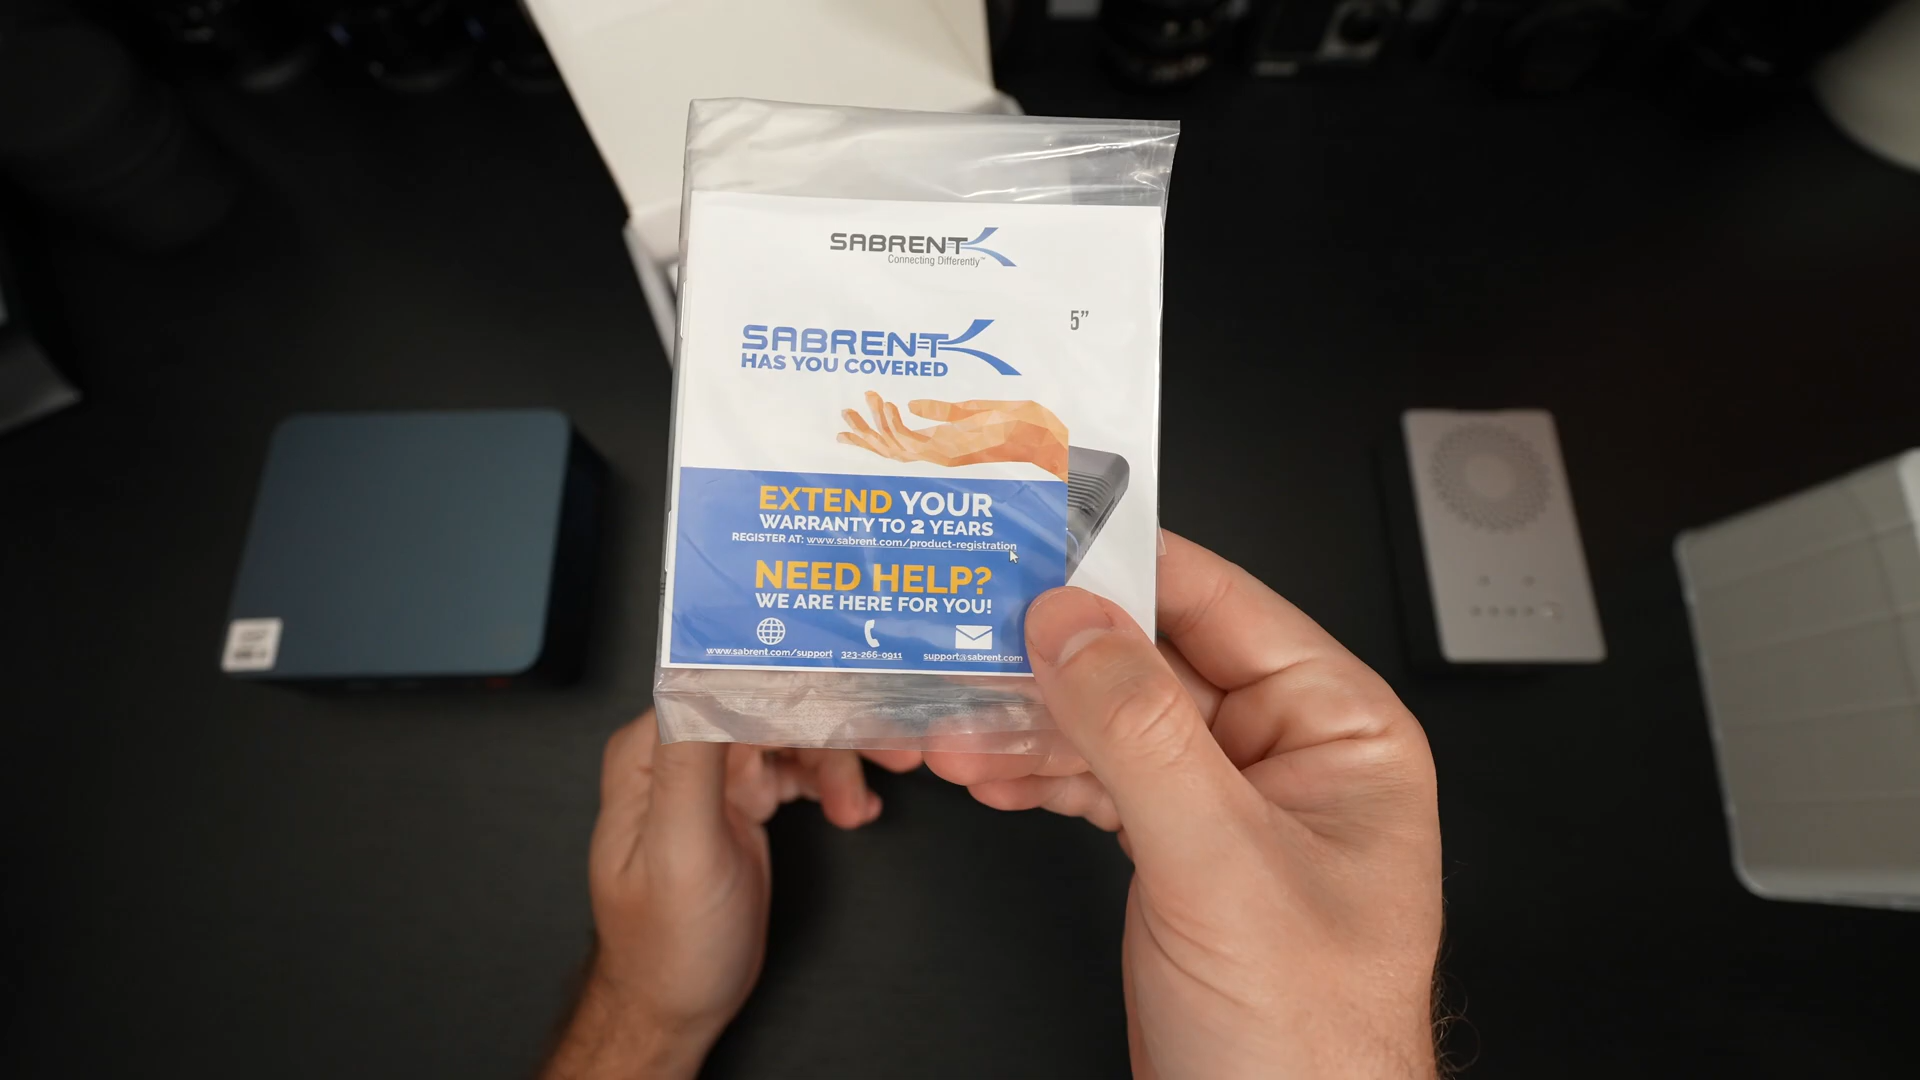 SABRENT
Connecting Differently™
5”
SABRENT
HAS YOU COVERED
EXTEND YOUR
WARRANTY TO 2 YEARS
REGISTER AT: www.sabrent.com/product-registration
NEED HELP?
WE ARE HERE FOR YOU!
www.sabrent.com/support 323-266-0911 support@sabrent.com